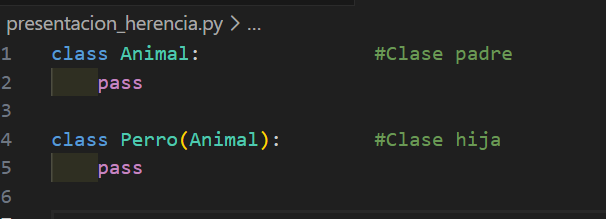 presentacion_herencia.py > ...
1 class Animal: #Clase padre
2 pass
3
4 class Perro(Animal): #Clase hija
5 pass
6